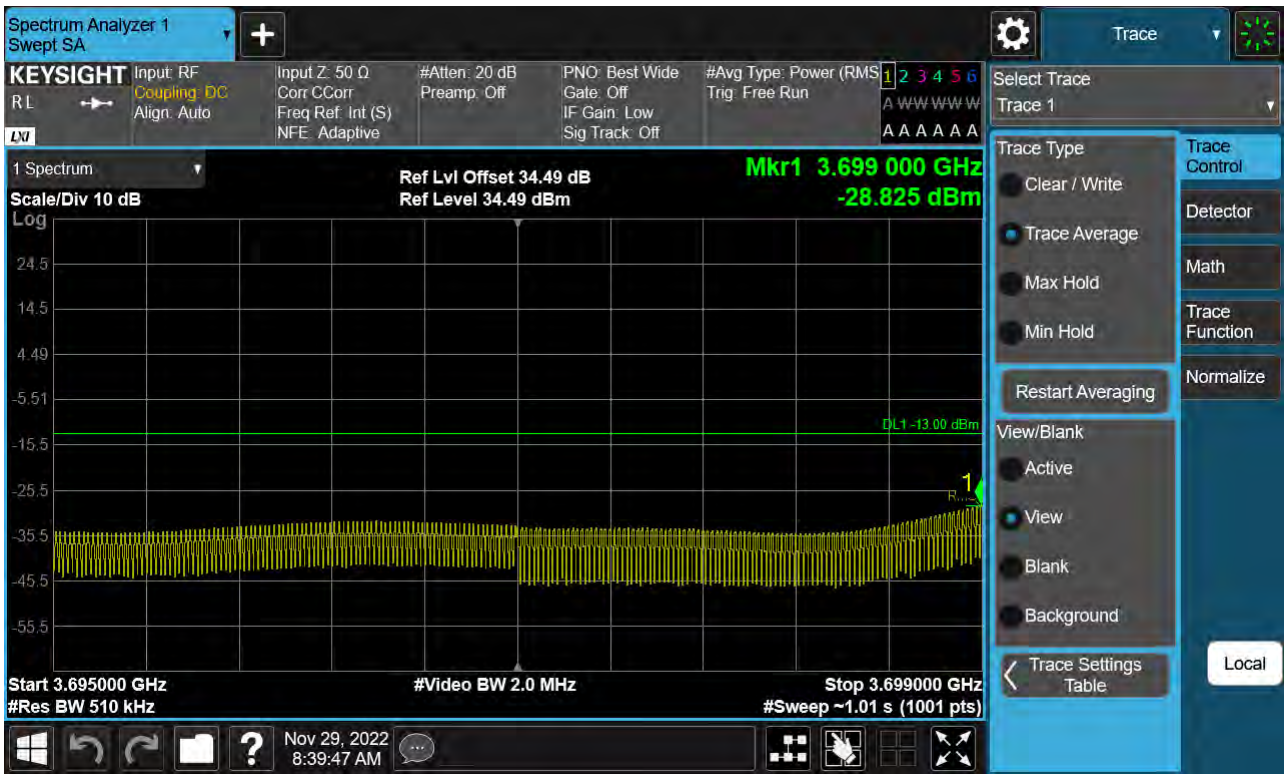 Spectrum Analyzer 1
Swept SA
+
Trace
KEYSIGHT
RL
LXI
Input: RF
Coupling: DC
Align: Auto
Input Z: 50 Ω
Corr CCorr
Freq Ref: Int (S)
NFE: Adaptive
#Atten: 20 dB
Preamp: Off
PNO: Best Wide
Gate: Off
IF Gain: Low
Sig Track: Off
#Avg Type: Power (RMS
Trig: Free Run
1 2 3 4 5 6
A W W W W W
A A A A A A
Select Trace
Trace 1
1 Spectrum
Scale/Div 10 dB
Ref Lvl Offset 34.49 dB
Ref Level 34.49 dBm
Mkr1 3.699 000 GHz
-28.825 dBm
Log
24.5
14.5
4.49
-5.51
-15.5
-25.5
-35.5
-45.5
-55.5
DL1 -13.00 dBm
1
Start 3.695000 GHz
#Video BW 2.0 MHz
Stop 3.699000 GHz
#Res BW 510 kHz
#Sweep ~1.01 s (1001 pts)
Trace Type
Clear / Write
Trace Average
Max Hold
Min Hold
Restart Averaging
View/Blank
Active
View
Blank
Background
Trace Settings
Table
Trace
Control
Detector
Math
Trace
Function
Normalize
Local
?
Nov 29, 2022
8:39:47 AM